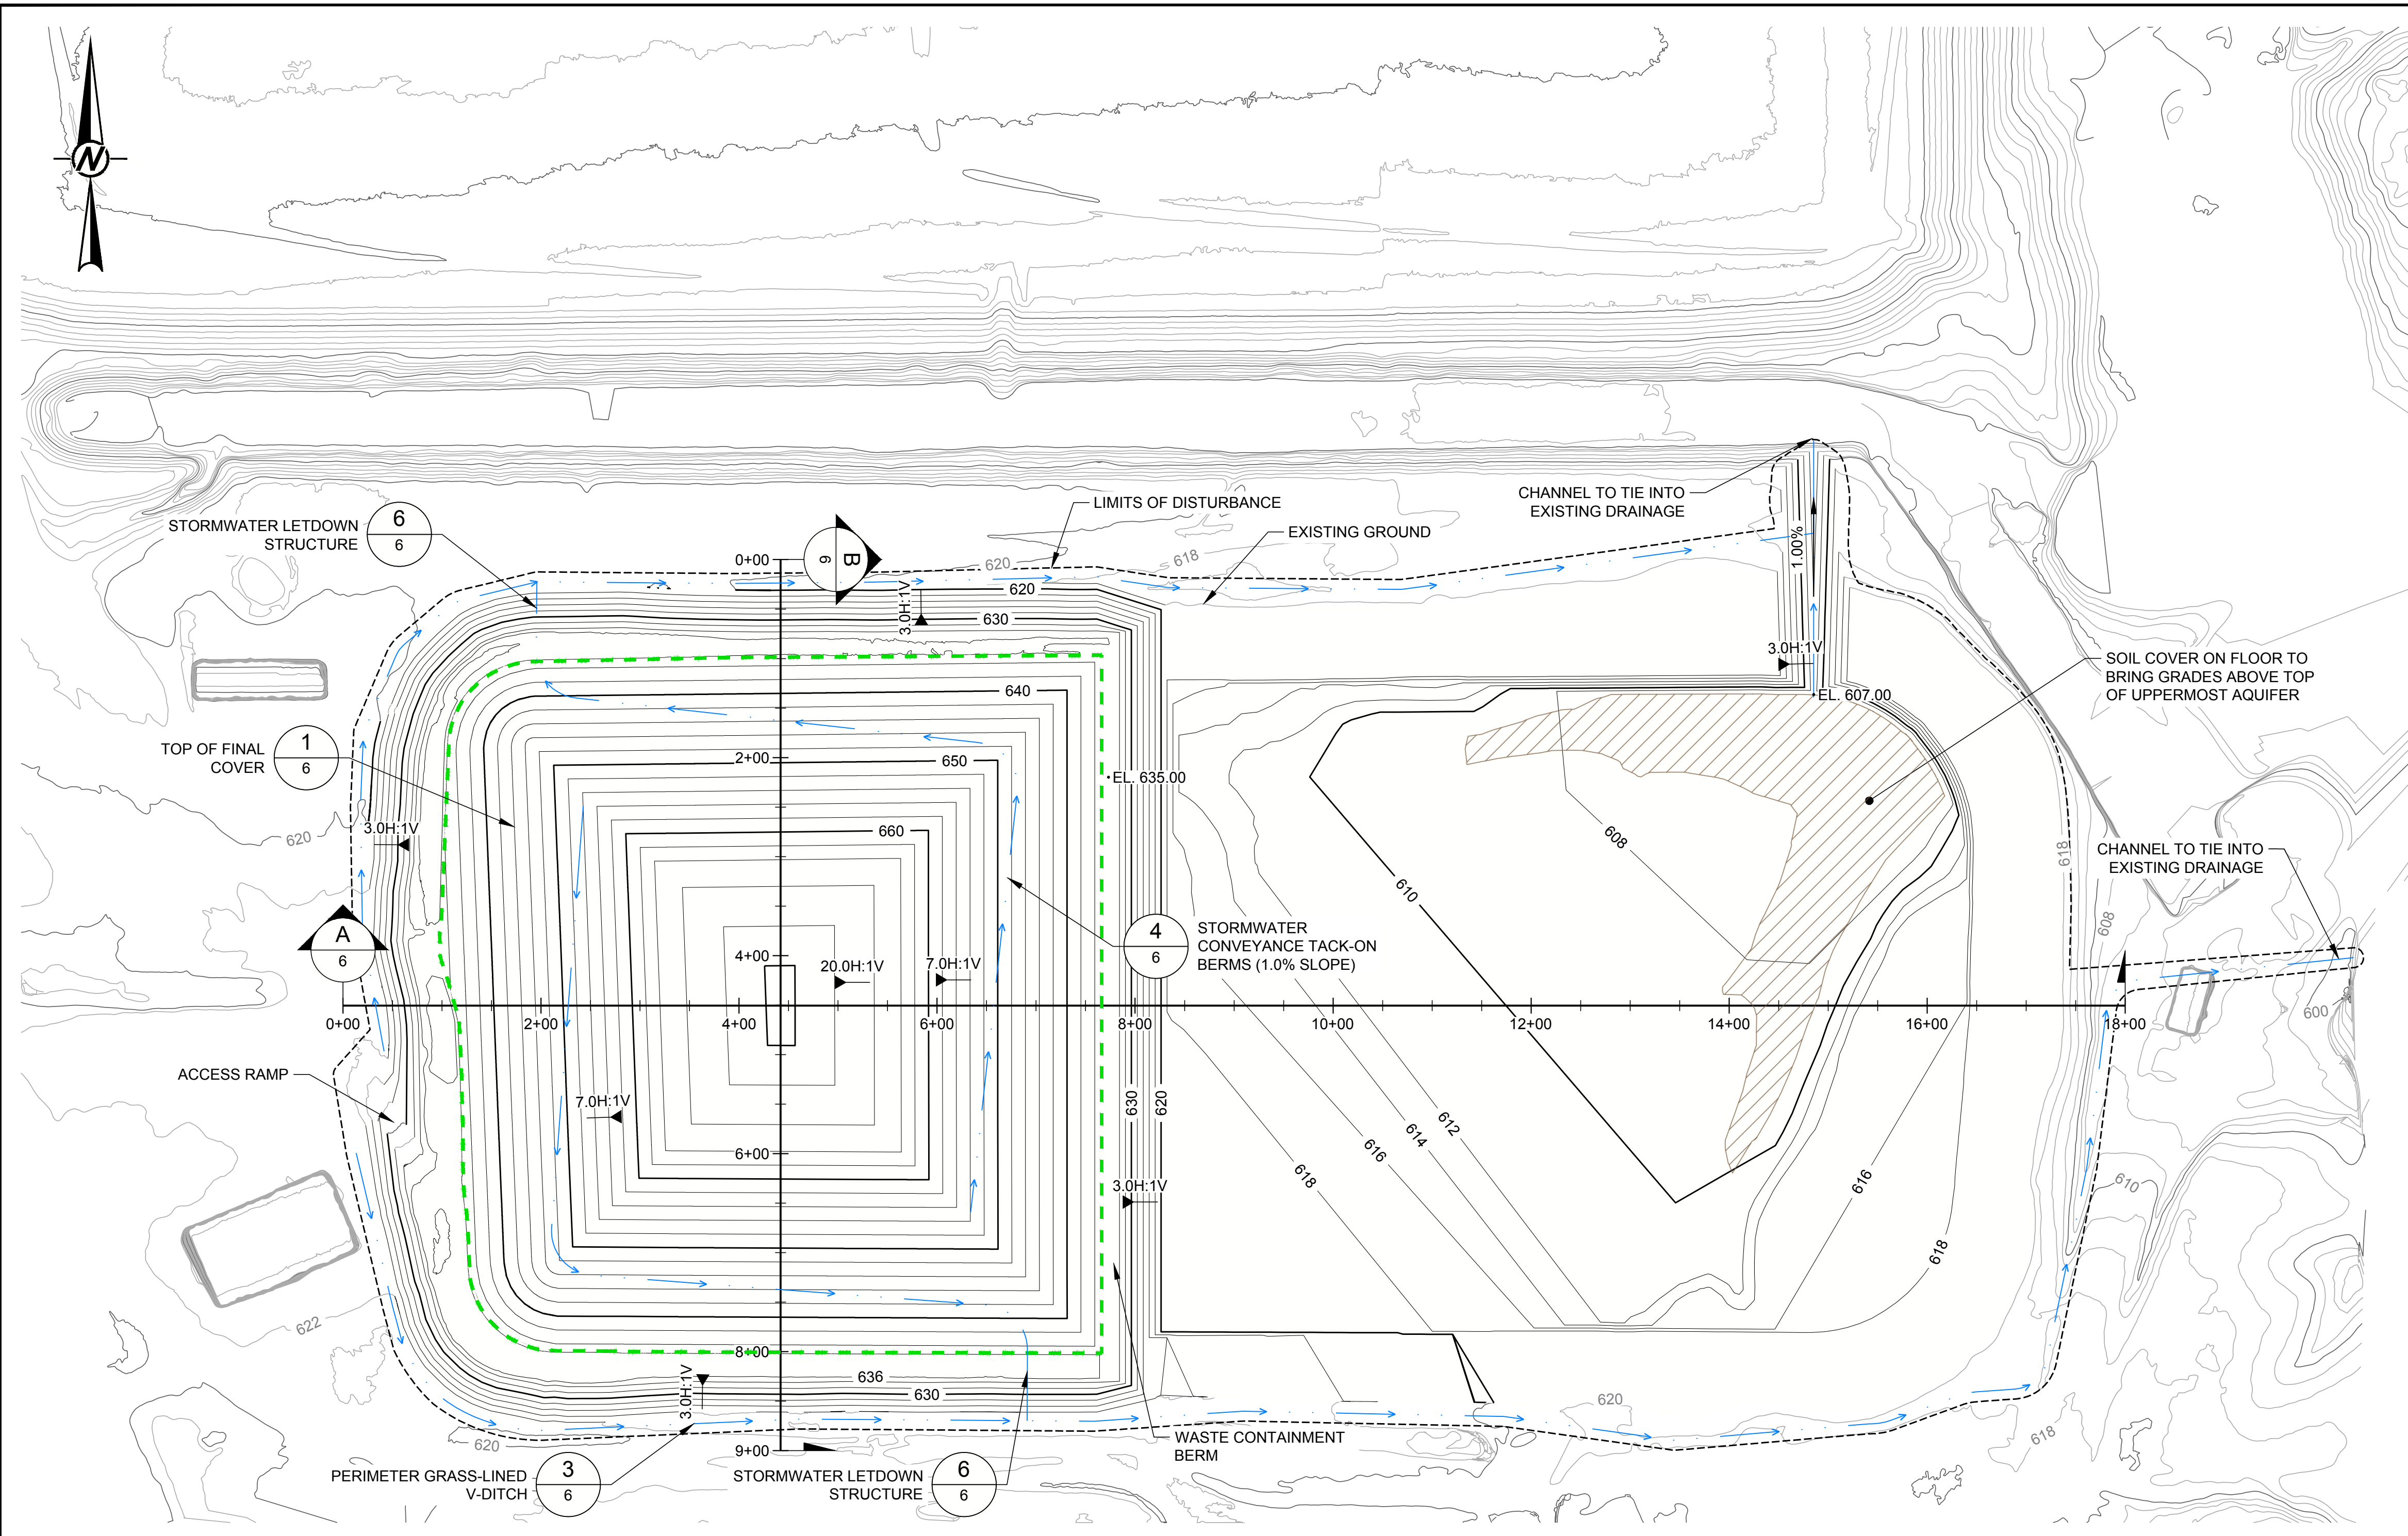 N
LIMITS OF DISTURBANCE
CHANNEL TO TIE INTO
EXISTING DRAINAGE
STORMWATER LETDOWN
STRUCTURE
6
6
EXISTING GROUND
B
6
0+00
620
618
1.00%
620
3.0H:1V
630
3.0H:1V
SOIL COVER ON FLOOR TO
BRING GRADES ABOVE TOP
OF UPPERMOST AQUIFER
640
EL. 607.00
TOP OF FINAL
COVER
1
6
2+00
650
EL. 635.00
620
3.0H:1V
660
608
618
CHANNEL TO TIE INTO
EXISTING DRAINAGE
610
608
A
6
4+00
20.0H:1V
7.0H:1V
4
6
STORMWATER
CONVEYANCE TACK-ON
BERMS (1.0% SLOPE)
600
0+00
2+00
4+00
6+00
8+00
10+00
12+00
14+00
16+00
18+00
ACCESS RAMP
7.0H:1V
630
620
612
614
616
6+00
618
3.0H:1V
616
610
618
622
8+00
636
630
3.0H:1V
620
620
618
9+00
WASTE CONTAINMENT
BERM
PERIMETER GRASS-LINED
V-DITCH
3
6
STORMWATER LETDOWN
STRUCTURE
6
6